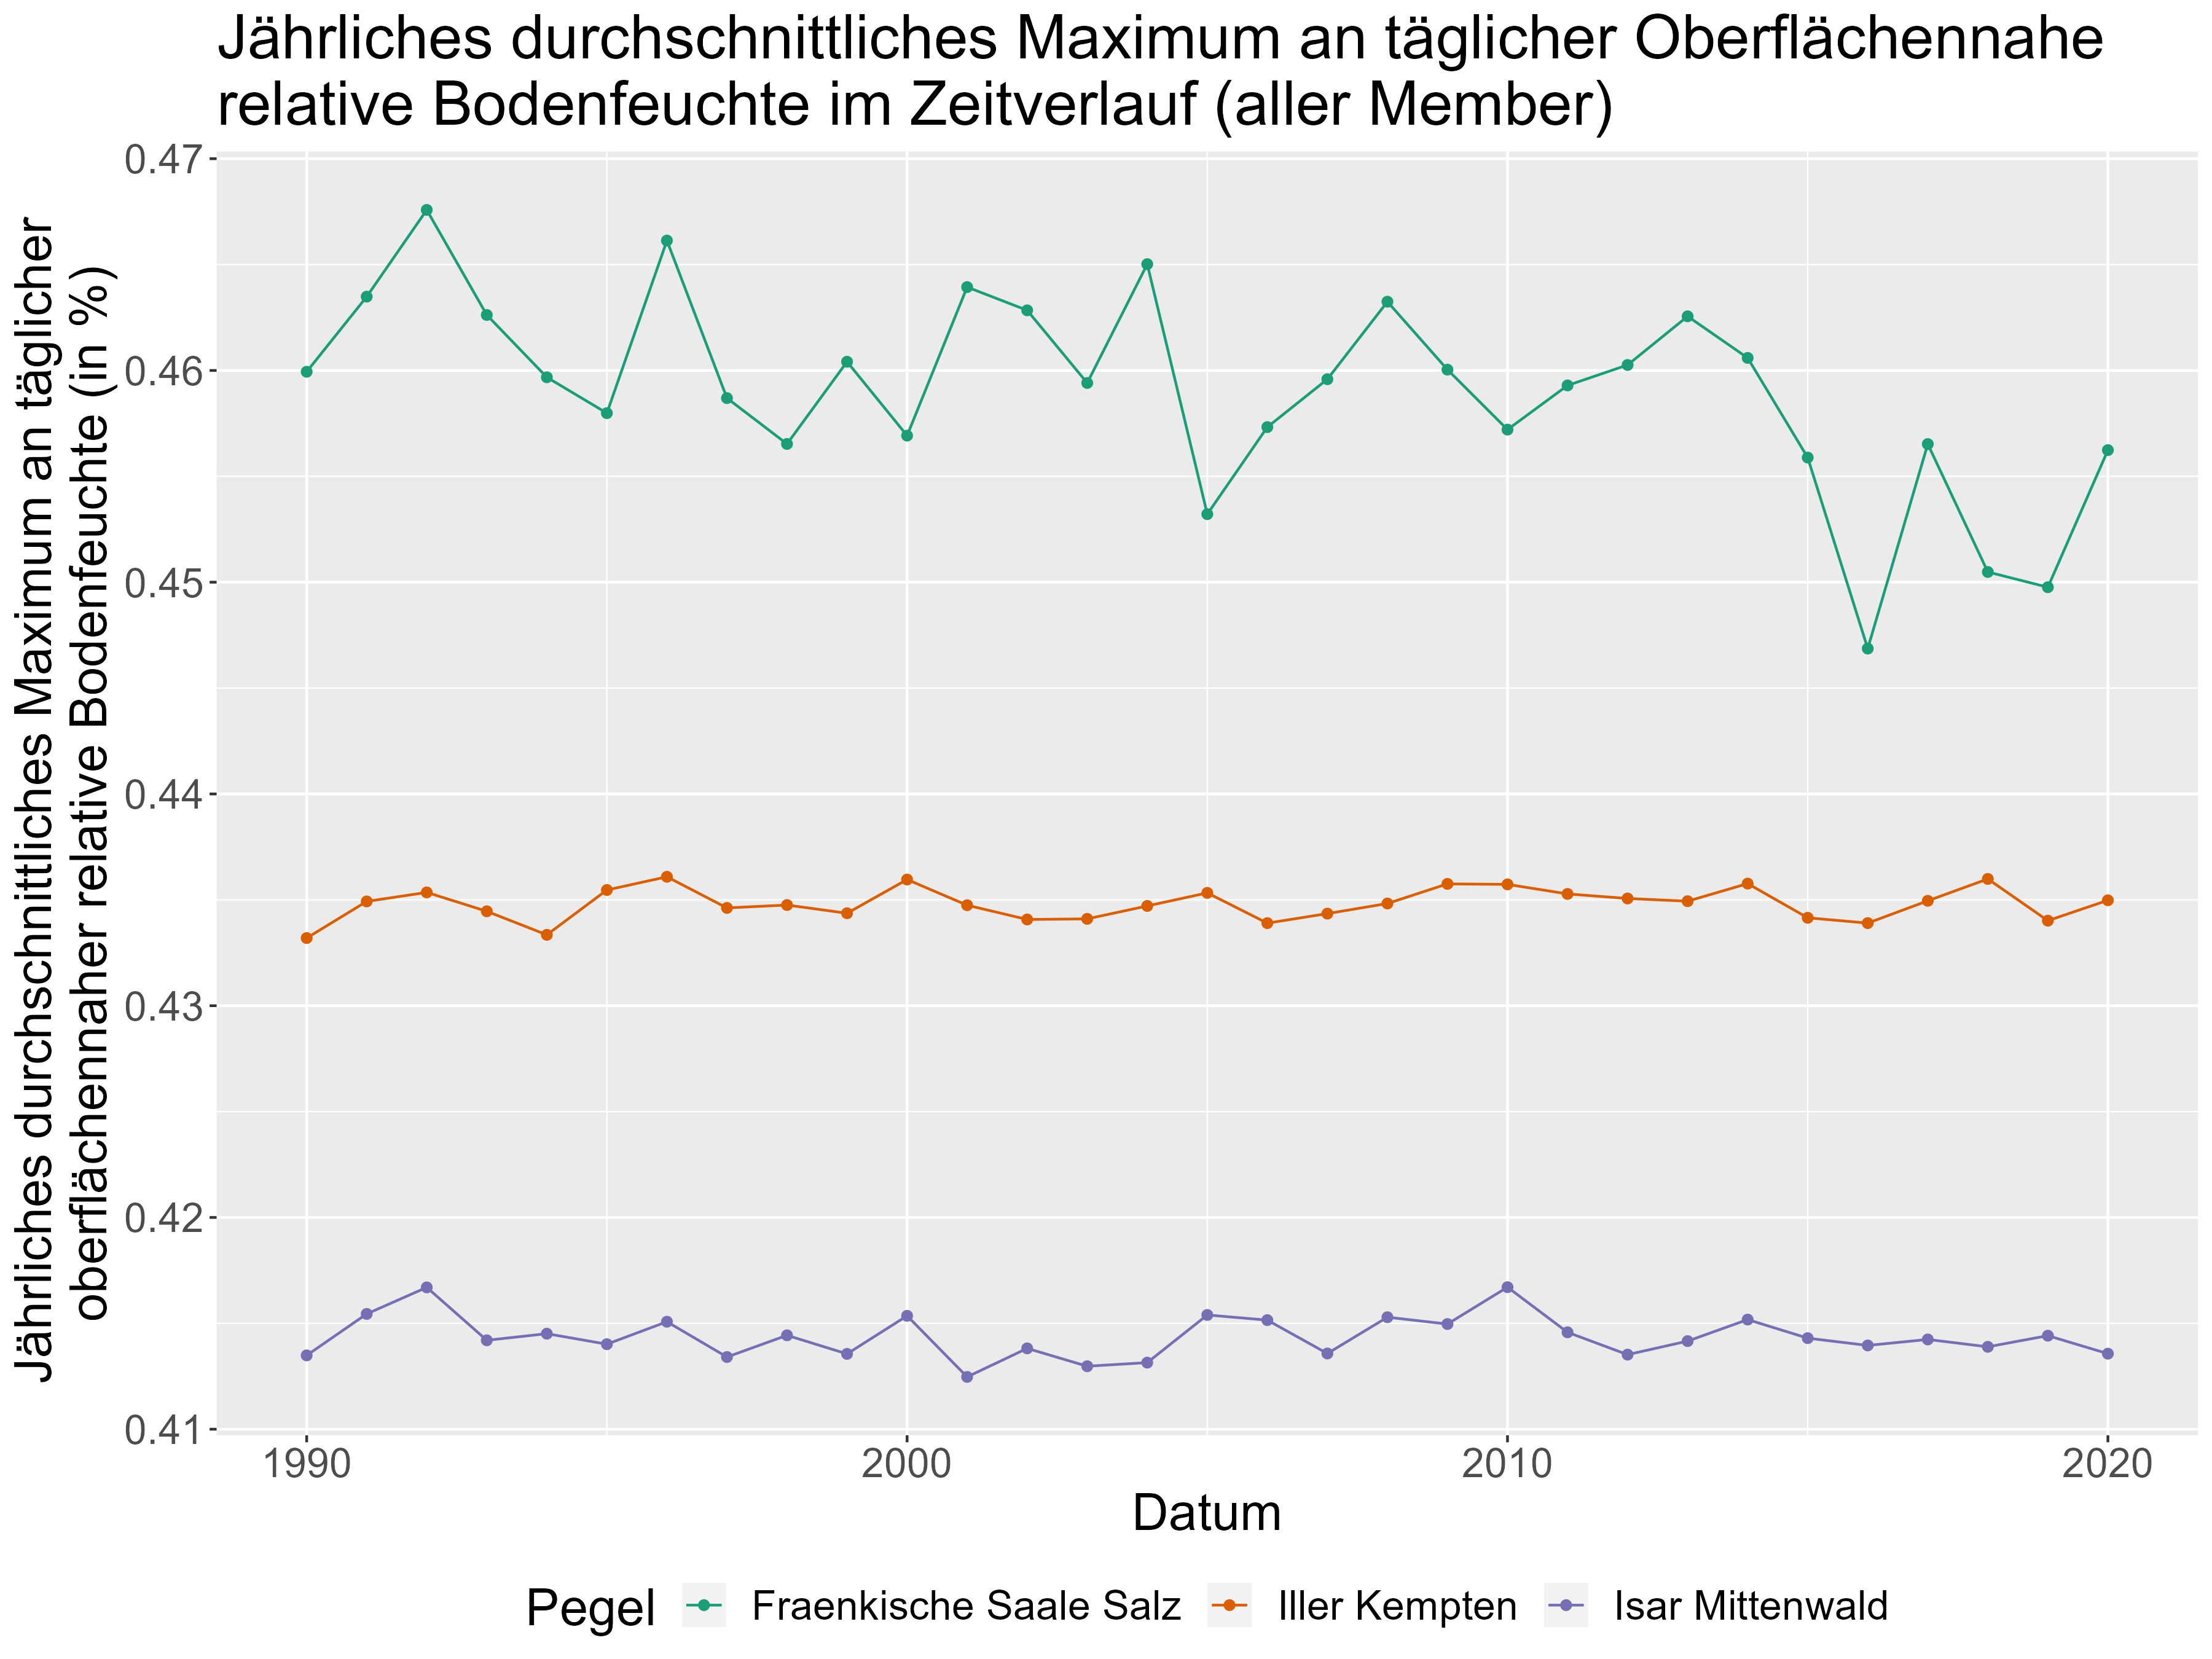 Jährliches durchschnittliches Maximum an täglicher Oberflächennahe
relative Bodenfeuchte im Zeitverlauf (aller Member)
Jährliches durchschnittliches Maximum an täglicher
oberflächennaher relative Bodenfeuchte (in %)
0.47
0.46
0.45
0.44
0.43
0.42
0.41
1990 2000 2010 2020
Datum
Pegel Fraenkische Saale Salz Iller Kempten Isar Mittenwald